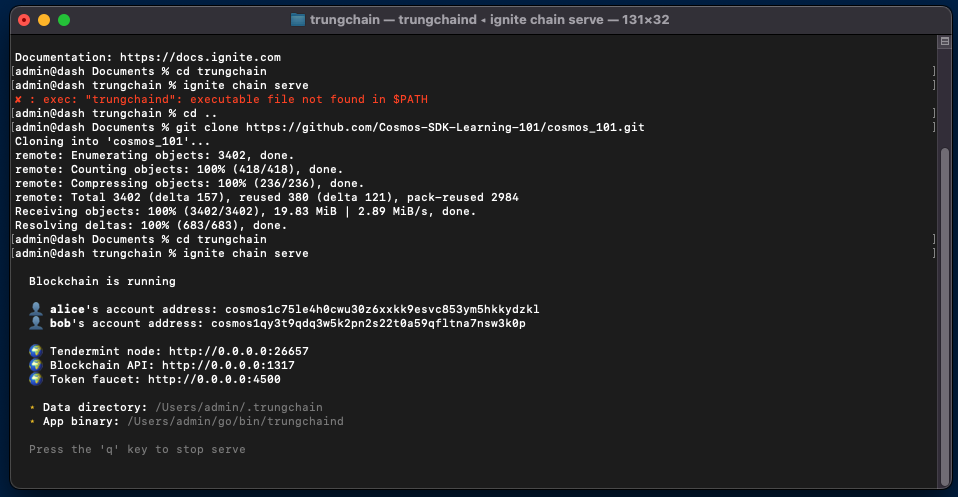 trungchain — trungchaind ◂ ignite chain serve — 131×32
Documentation: https://docs.ignite.com
[admin@dash Documents % cd trungchain ]
[admin@dash trungchain % ignite chain serve ]
✘ : exec: "trungchaind": executable file not found in $PATH
[admin@dash trungchain % cd .. ]
[admin@dash Documents % git clone https://github.com/Cosmos-SDK-Learning-101/cosmos_101.git ]
Cloning into 'cosmos_101'...
remote: Enumerating objects: 3402, done.
remote: Counting objects: 100% (418/418), done.
remote: Compressing objects: 100% (236/236), done.
remote: Total 3402 (delta 157), reused 380 (delta 121), pack-reused 2984
Receiving objects: 100% (3402/3402), 19.83 MiB | 2.89 MiB/s, done.
Resolving deltas: 100% (683/683), done.
[admin@dash Documents % cd trungchain ]
[admin@dash trungchain % ignite chain serve ]
Blockchain is running
👤 alice's account address: cosmos1c75le4h0cwu30z6xxkk9esvc853ym5hkkydzkl
👤 bob's account address: cosmos1qy3t9qdq3w5k2pn2s22t0a59qfltna7nsw3k0p
🌍 Tendermint node: http://0.0.0.0:26657
🌍 Blockchain API: http://0.0.0.0:1317
🌍 Token faucet: http://0.0.0.0:4500
⋆ Data directory: /Users/admin/.trungchain
⋆ App binary: /Users/admin/go/bin/trungchaind
Press the 'q' key to stop serve